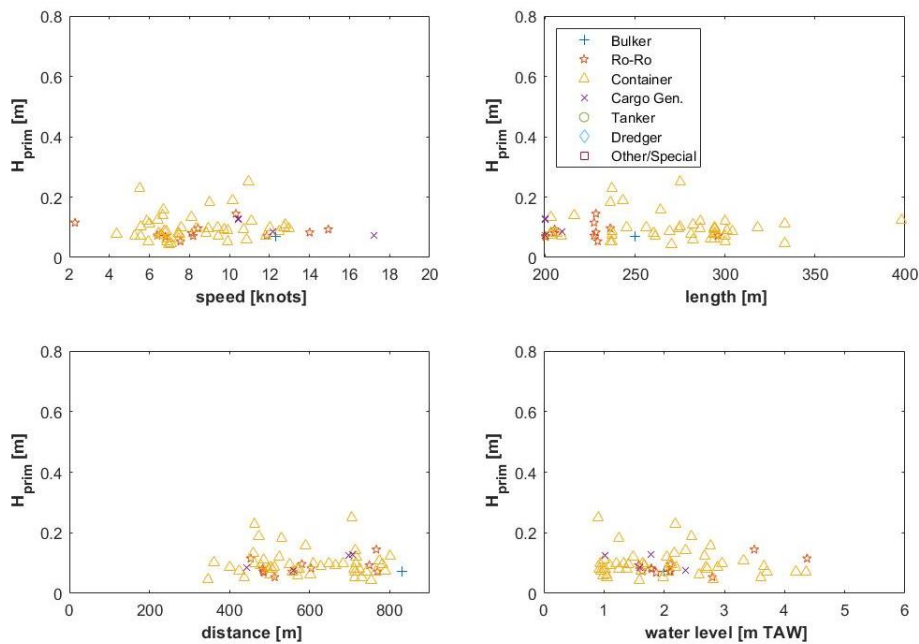 0.8
0.6
0.4
0.2
0
H_prim [m]
2 4 6 8 10 12 14 16 18 20
speed [knots]
0.8
0.6
0.4
0.2
0
H_prim [m]
200 250 300 350 400
length [m]
Bulker
Ro-Ro
Container
Cargo Gen.
Tanker
Dredger
Other/Special
0.8
0.6
0.4
0.2
0
H_prim [m]
0 200 400 600 800
distance [m]
0.8
0.6
0.4
0.2
0
H_prim [m]
0 1 2 3 4 5 6
water level [m TAW]